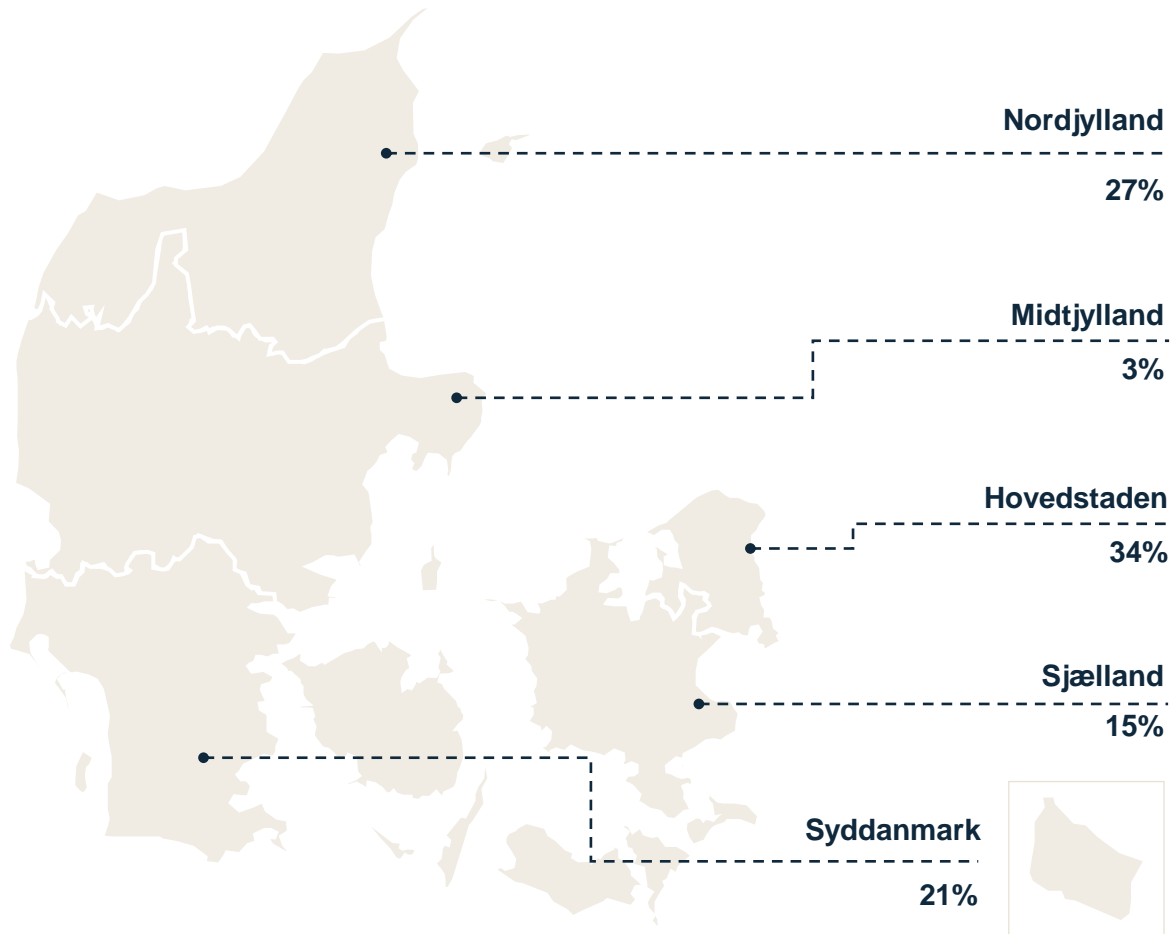 Nordjylland
27%
Midtjylland
3%
Hovedstaden
34%
Sjælland
15%
Syddanmark
21%